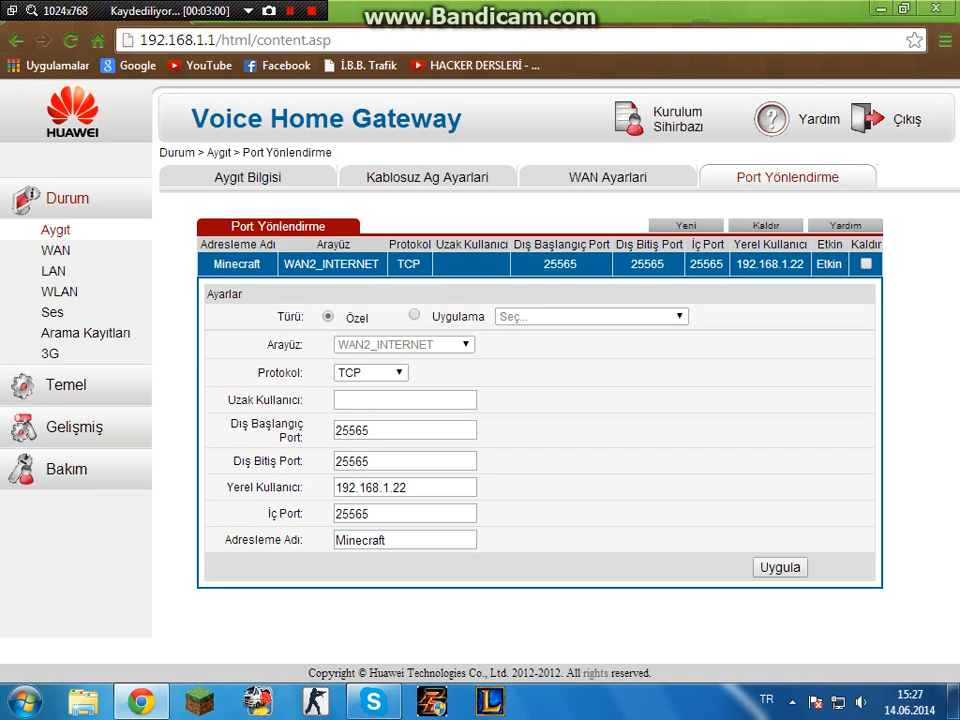 1024x768 Kaydediliyor... [00:03:00]
www.Bandicam.com
192.168.1.1/html/content.asp
Uygulamalar Google YouTube Facebook İ.B.B. Trafik HACKER DERSLERİ - ...
HUAWEI
Voice Home Gateway
Kurulum
Sihirbazı
Yardım
Çıkış
Durum > Aygıt > Port Yönlendirme
Aygıt Bilgisi
Kablosuz Ag Ayarlari
WAN Ayarlari
Port Yönlendirme
Durum
Aygıt
WAN
LAN
WLAN
Ses
Arama Kayıtları
3G
Temel
Gelişmiş
Bakım
Port Yönlendirme
Yeni Kaldır Yardım
Adresleme Adı Arayüz Protokol Uzak Kullanıcı Dış Başlangıç Port Dış Bitiş Port İç Port Yerel Kullanıcı Etkin Kaldır
Minecraft WAN2_INTERNET TCP 25565 25565 25565 192.168.1.22 Etkin
Ayarlar
Türü: Özel Uygulama Seç...
Arayüz: WAN2_INTERNET
Protokol: TCP
Uzak Kullanıcı:
Dış Başlangıç
Port: 25565
Dış Bitiş Port: 25565
Yerel Kullanıcı: 192.168.1.22
İç Port: 25565
Adresleme Adı: Minecraft
Uygula
Copyright © Huawei Technologies Co., Ltd. 2012-2012. All rights reserved.
TR
15:27
14.06.2014